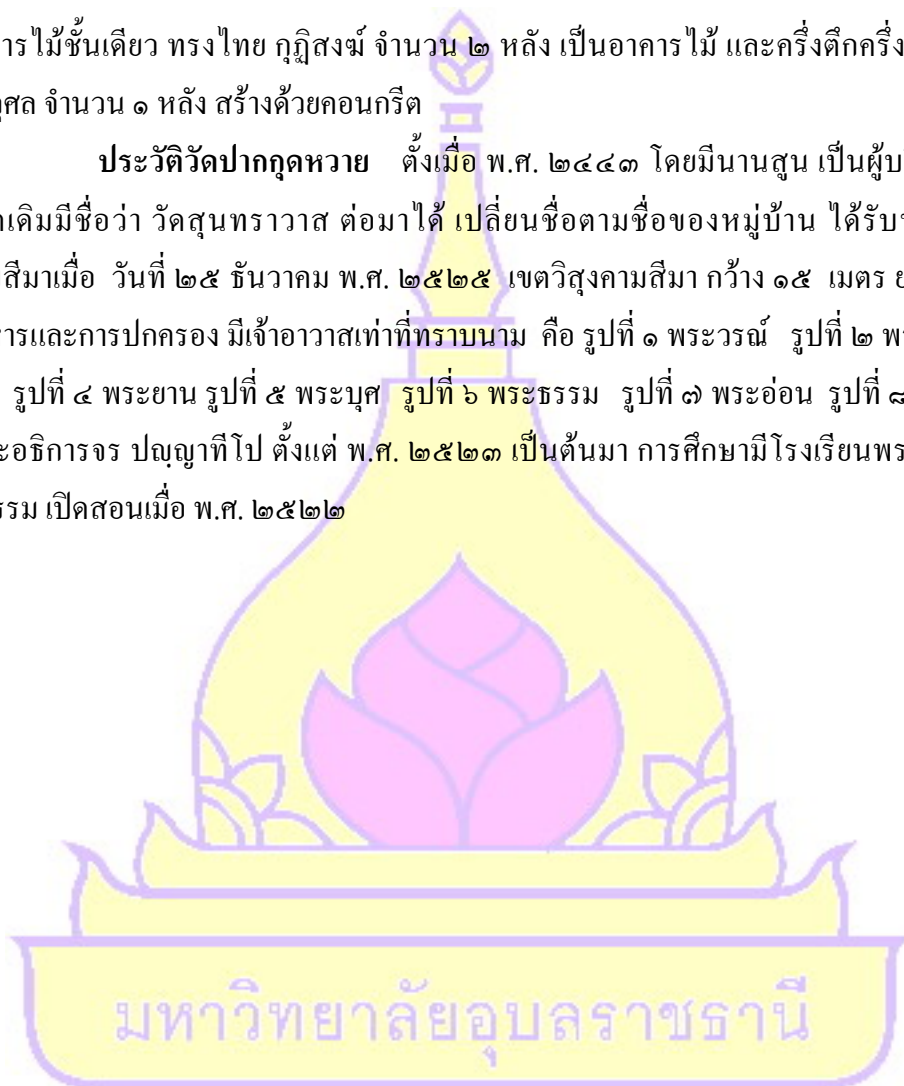 การไม้ชั้นเดียว ทรงไทย กุฏิสงฆ์ จำนวน ๒ หลัง เป็นอาคารไม้ และครึ่งตึกครึ่ง
ศล จำนวน ๑ หลัง สร้างด้วยคอนกรีต
ประวัติวัดปากกุดหวาย ตั้งเมื่อ พ.ศ. ๒๔๔๓ โดยมีนานสูน เป็นผู้บ
เดิมมีชื่อว่า วัดสุนทราวาส ต่อมาได้ เปลี่ยนชื่อตามชื่อของหมู่บ้าน ได้รับ
สีมาเมื่อ วันที่ ๒๕ ธันวาคม พ.ศ. ๒๕๒๕ เขตวิสุงคามสีมา กว้าง ๑๕ เมตร ย
ารและการปกครอง มีเจ้าอาวาสเท่าที่ทราบนาม คือ รูปที่ ๑ พระวรณ์ รูปที่ ๒ พร
รูปที่ ๔ พระยาน รูปที่ ๕ พระบุศ รูปที่ ๖ พระธรรม รูปที่ ๗ พระอ่อน รูปที่ ๘
ะอธิการจร ปญฺญาทีโป ตั้งแต่ พ.ศ. ๒๕๒๓ เป็นต้นมา การศึกษามีโรงเรียนพร
รรม เปิดสอนเมื่อ พ.ศ. ๒๕๒๒
มหาวิทยาลัยอุบลราชธานี